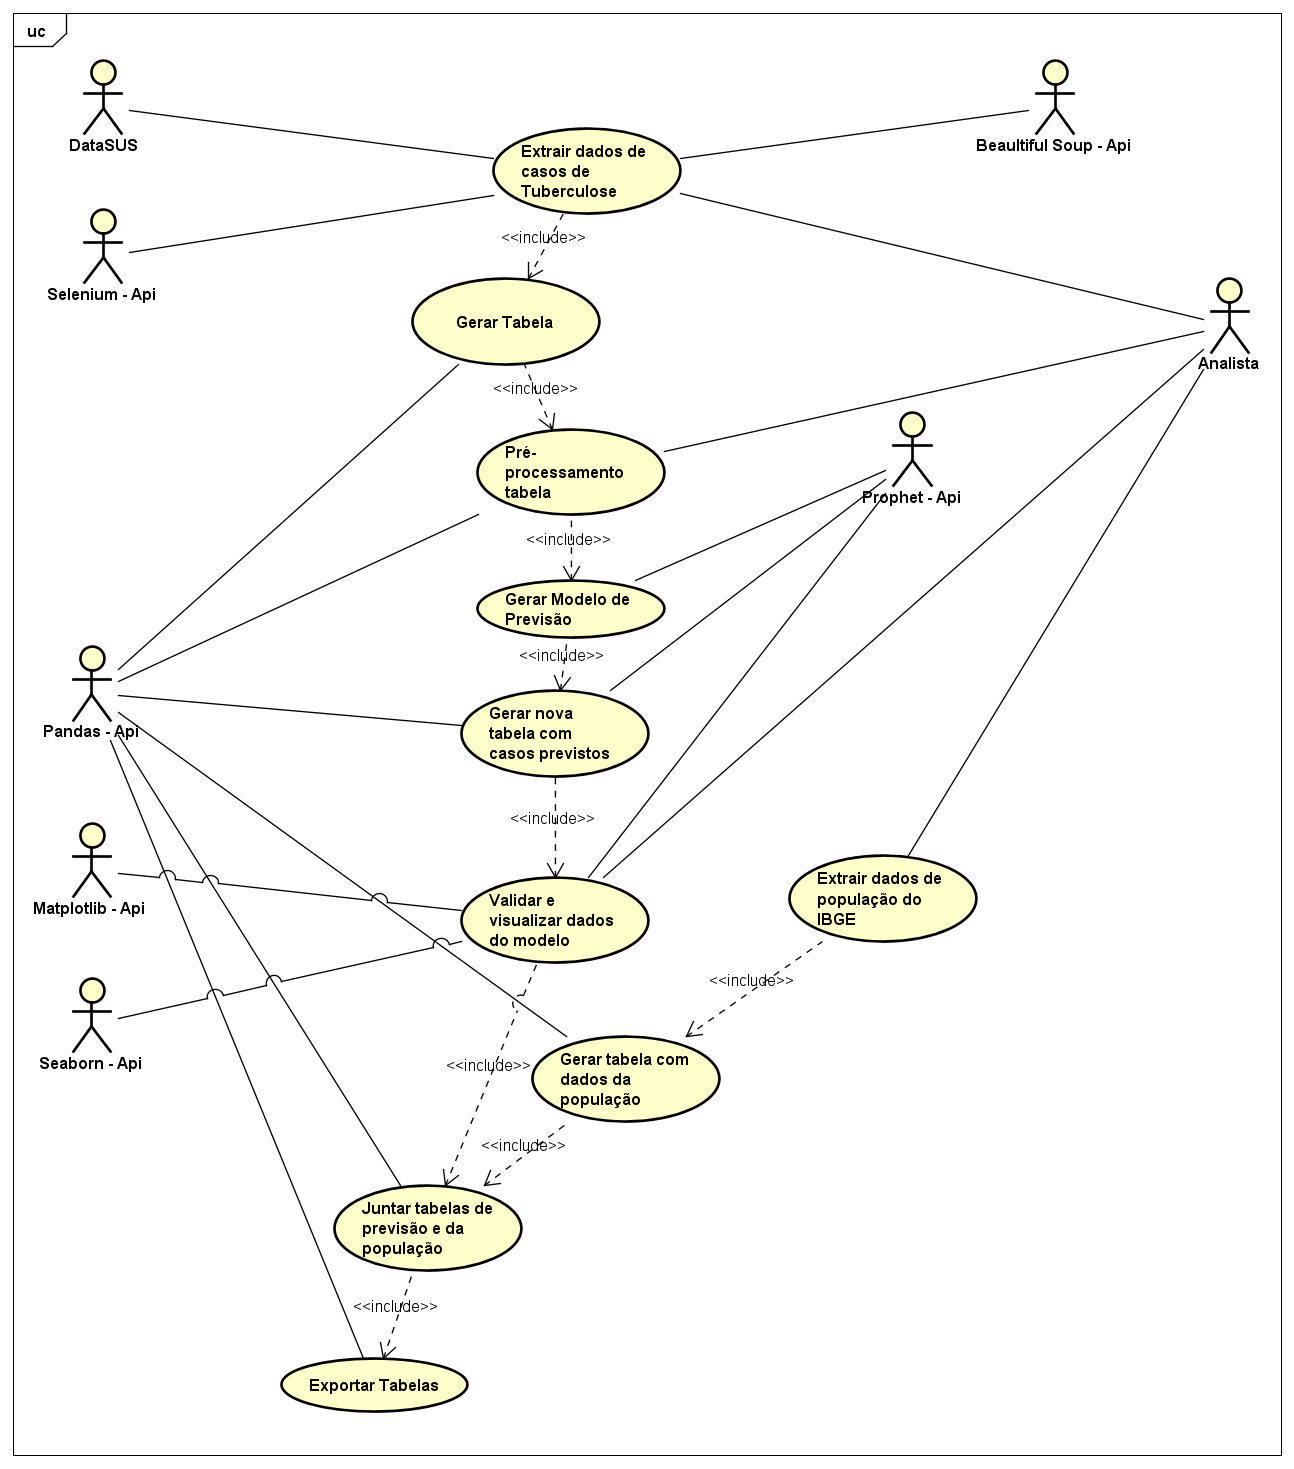 uc
DataSUS
Beaultiful Soup - Api
Extrair dados de
casos de
Tuberculose
Selenium - Api
<<include>>
Gerar Tabela
Analista
<<include>>
Pré-
processamento
tabela
Prophet - Api
<<include>>
Gerar Modelo de
Previsão
<<include>>
Pandas - Api
Gerar nova
tabela com
casos previstos
<<include>>
Matplotlib - Api
Validar e
visualizar dados
do modelo
Extrair dados de
população do
IBGE
<<include>>
Seaborn - Api
<<include>>
Gerar tabela com
dados da
população
<<include>>
Juntar tabelas de
previsão e da
população
<<include>>
Exportar Tabelas